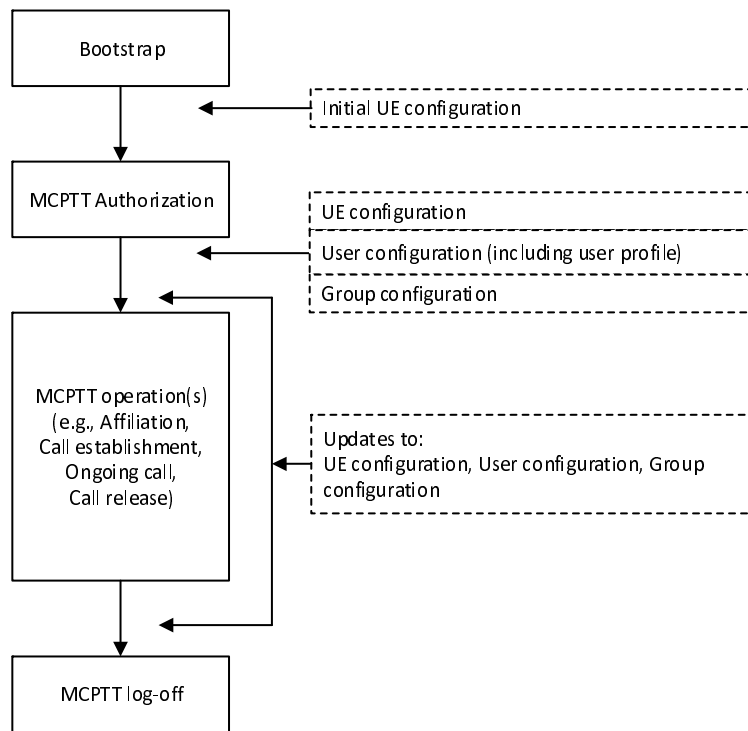 Bootstrap
Initial UE configuration
MCPTT Authorization
UE configuration
User configuration (including user profile)
Group configuration
MCPTT operation(s)
(e.g., Affiliation,
Call establishment,
Ongoing call,
Call release)
Updates to:
UE configuration, User configuration, Group
configuration
MCPTT log-off